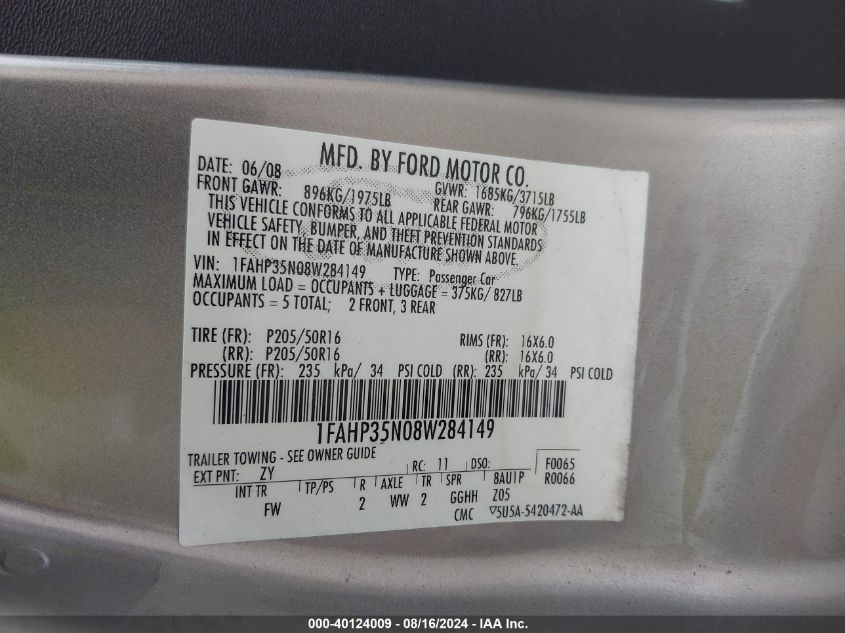 MFD. BY FORD MOTOR CO.
DATE: 06/08 GVWR: 1685KG/3715LB
FRONT GAWR: 896KG/1975LB REAR GAWR: 796KG/1755LB
THIS VEHICLE CONFORMS TO ALL APPLICABLE FEDERAL MOTOR
VEHICLE SAFETY, BUMPER, AND THEFT PREVENTION STANDARDS
IN EFFECT ON THE DATE OF MANUFACTURE SHOWN ABOVE.
VIN: 1FAHP35N08W284149 TYPE: Passenger Car
MAXIMUM LOAD = OCCUPANTS + LUGGAGE = 375KG/ 827LB
OCCUPANTS = 5 TOTAL; 2 FRONT, 3 REAR
TIRE (FR): P205/50R16 RIMS (FR): 16X6.0
(RR): P205/50R16 (RR): 16X6.0
PRESSURE (FR): 235 kPa/ 34 PSI COLD (RR): 235 kPa/ 34 PSI COLD
1FAHP35N08W284149
TRAILER TOWING - SEE OWNER GUIDE
EXT PNT: ZY RC: 11 DSO: F0065
INT TR TP/PS R AXLE TR SPR 8AU1P R0066
FW 2 WW 2 GGHH Z05
CMC ▽5U5A-5420472-AA
000-40124009 - 08/16/2024 - IAA Inc.